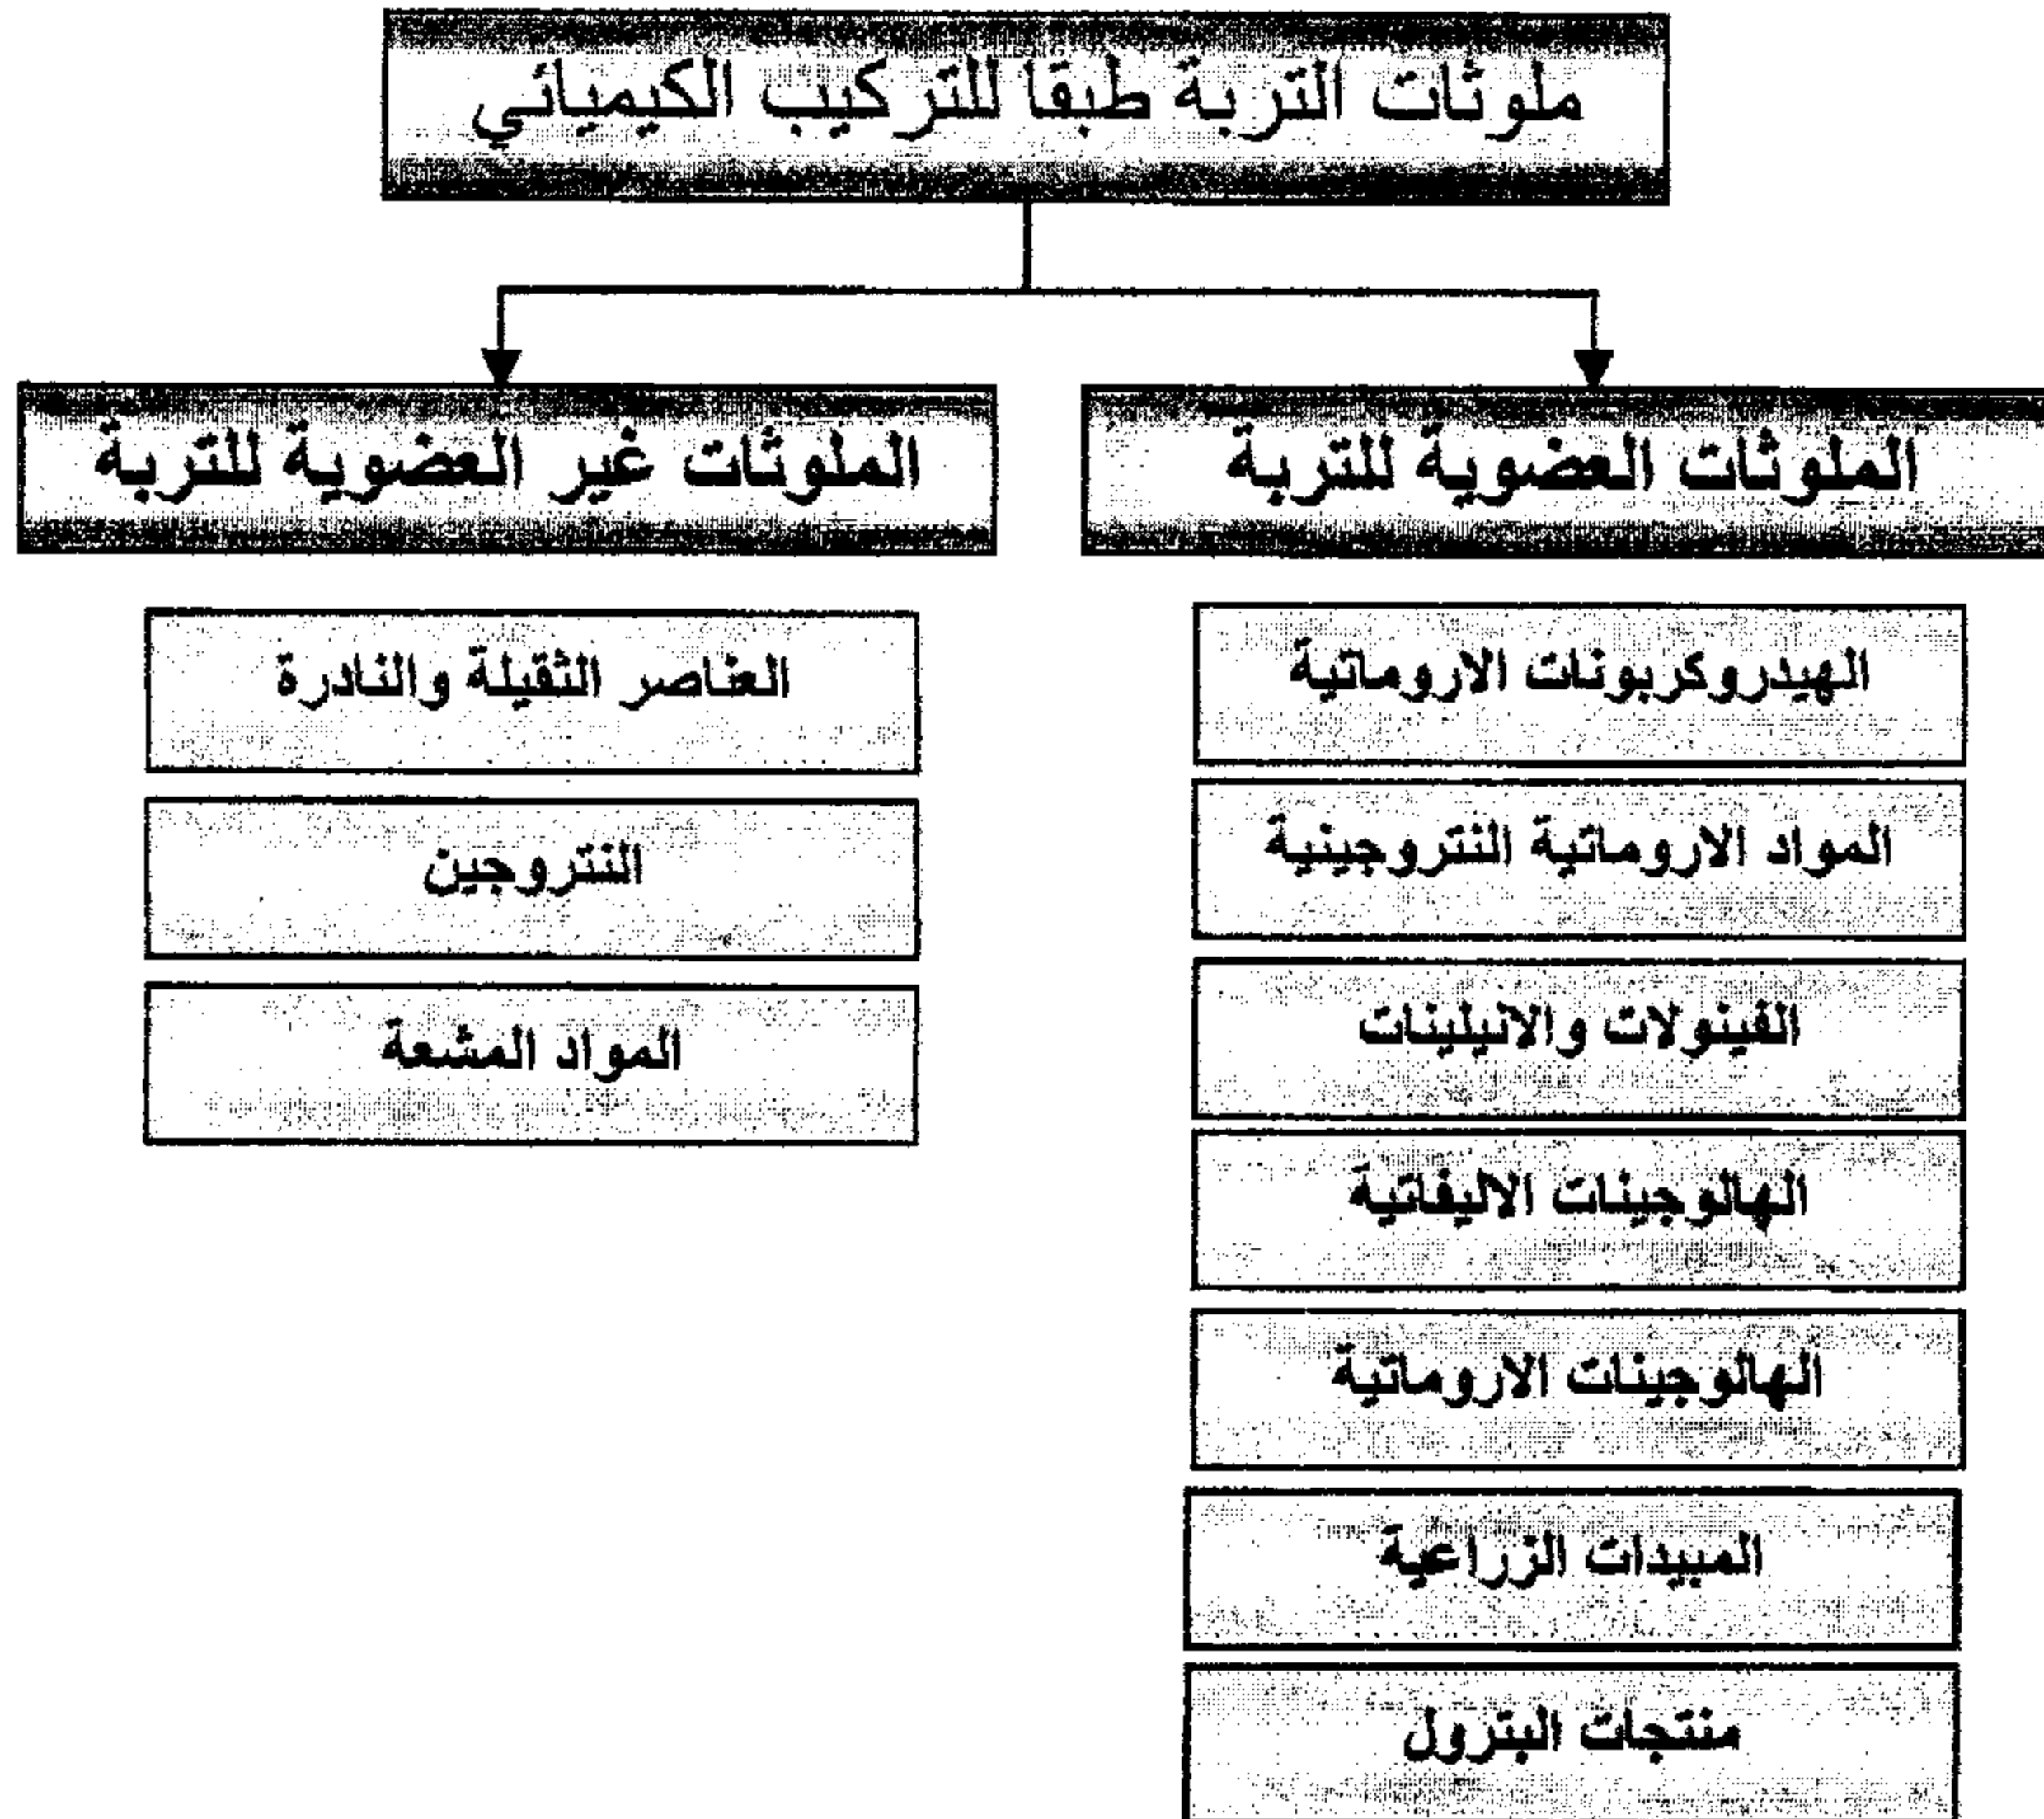 ملوثات التربة طبقا للتركيب الكيميائي
الملوثات العضوية للتربة
الملوثات غير العضوية للتربة
الهيدروكربونات الاروماتية
المواد الاروماتية النتروجينية
الفينولات والانيلينات
الهالوجينات الاليفاتية
الهالوجينات الاروماتية
المبيدات الزراعية
منتجات البترول
العناصر الثقيلة والنادرة
النتروجين
المواد المشعة